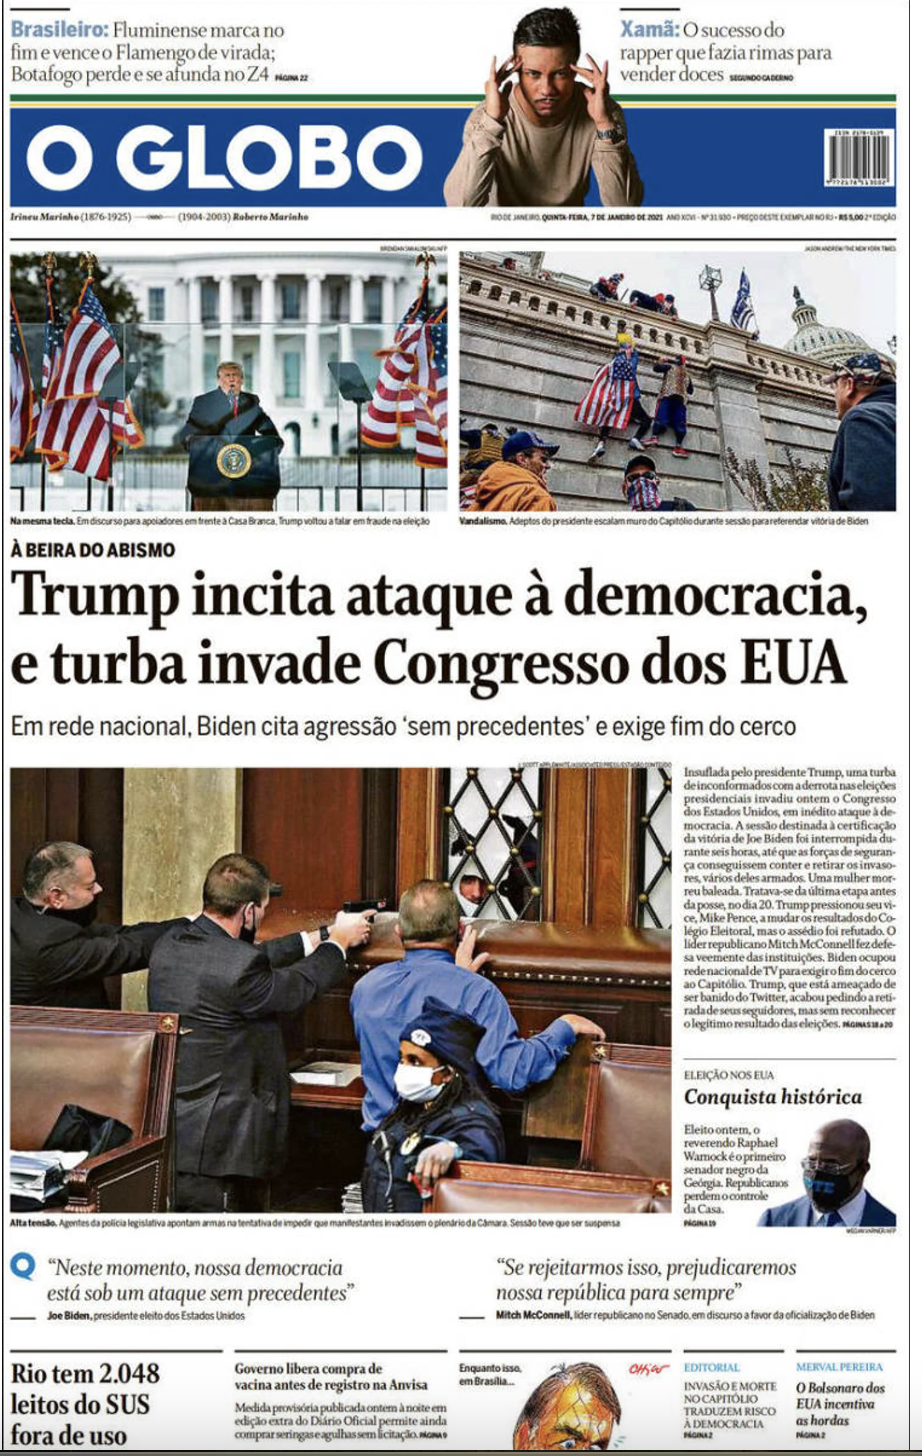 Brasileiro: Fluminense marca no
fim e vence o Flamengo de virada;
Botafogo perde e se afunda no Z4 PÁGINA 22
Xamã: O sucesso do
rapper que fazia rimas para
vender doces SEGUNDO CADERNO
O GLOBO
Irineu Marinho (1876-1925) (1904-2003) Roberto Marinho
RIO DE JANEIRO, QUINTA-FEIRA, 7 DE JANEIRO DE 2021 ANO XCVI - Nº 31.930 • PREÇO DESTE EXEMPLAR NO RJ • R$ 5,00 2ª EDIÇÃO
BRENDAN SMIALOWSKI/AFP
JASON ANDREW/THE NEW YORK TIMES
Na mesma tecla. Em discurso para apoiadores em frente à Casa Branca, Trump voltou a falar em fraude na eleição
Vandalismo. Adeptos do presidente escalam muro do Capitólio durante sessão para referendar vitória de Biden
À BEIRA DO ABISMO
Trump incita ataque à democracia,
e turba invade Congresso dos EUA
Em rede nacional, Biden cita agressão ‘sem precedentes’ e exige fim do cerco
J. SCOTT APPLEWHITE/ASSOCIATED PRESS/ESTADÃO CONTEÚDO
Insuflada pelo presidente Trump, uma turba
de inconformados com a derrota nas eleições
presidenciais invadiu ontem o Congresso
dos Estados Unidos, em inédito ataque à de-
mocracia. A sessão destinada à certificação
da vitória de Joe Biden foi interrompida du-
rante seis horas, até que as forças de seguran-
ça conseguissem conter e retirar os invaso-
res, vários deles armados. Uma mulher mor-
reu baleada. Tratava-se da última etapa antes
da posse, no dia 20. Trump pressionou seu vi-
ce, Mike Pence, a mudar os resultados do Co-
légio Eleitoral, mas o assédio foi refutado. O
líder republicano Mitch McConnell fez defe-
sa veemente das instituições. Biden ocupou
rede nacional de TV para exigir o fim do cerco
ao Capitólio. Trump, que está ameaçado de
ser banido do Twitter, acabou pedindo a reti-
rada de seus seguidores, mas sem reconhecer
o legítimo resultado das eleições. PÁGINAS 18 a 20
ELEIÇÃO NOS EUA
Conquista histórica
Eleito ontem, o
reverendo Raphael
Warnock é o primeiro
senador negro da
Geórgia. Republicanos
perdem o controle
da Casa.
PÁGINA 19
Alta tensão. Agentes da polícia legislativa apontam armas na tentativa de impedir que manifestantes invadissem o plenário da Câmara. Sessão teve que ser suspensa
“Neste momento, nossa democracia
está sob um ataque sem precedentes”
Joe Biden, presidente eleito dos Estados Unidos
“Se rejeitarmos isso, prejudicaremos
nossa república para sempre”
Mitch McConnell, líder republicano no Senado, em discurso a favor da oficialização de Biden
Rio tem 2.048
leitos do SUS
fora de uso
Governo libera compra de
vacina antes de registro na Anvisa
Medida provisória publicada ontem à noite em
edição extra do Diário Oficial permite ainda
comprar seringas e agulhas sem licitação. PÁGINA 9
Enquanto isso,
em Brasília...
EDITORIAL
INVASÃO E MORTE
NO CAPITÓLIO
TRADUZEM RISCO
À DEMOCRACIA
PÁGINA 2
MERVAL PEREIRA
O Bolsonaro dos
EUA incentiva
as hordas
PÁGINA 2